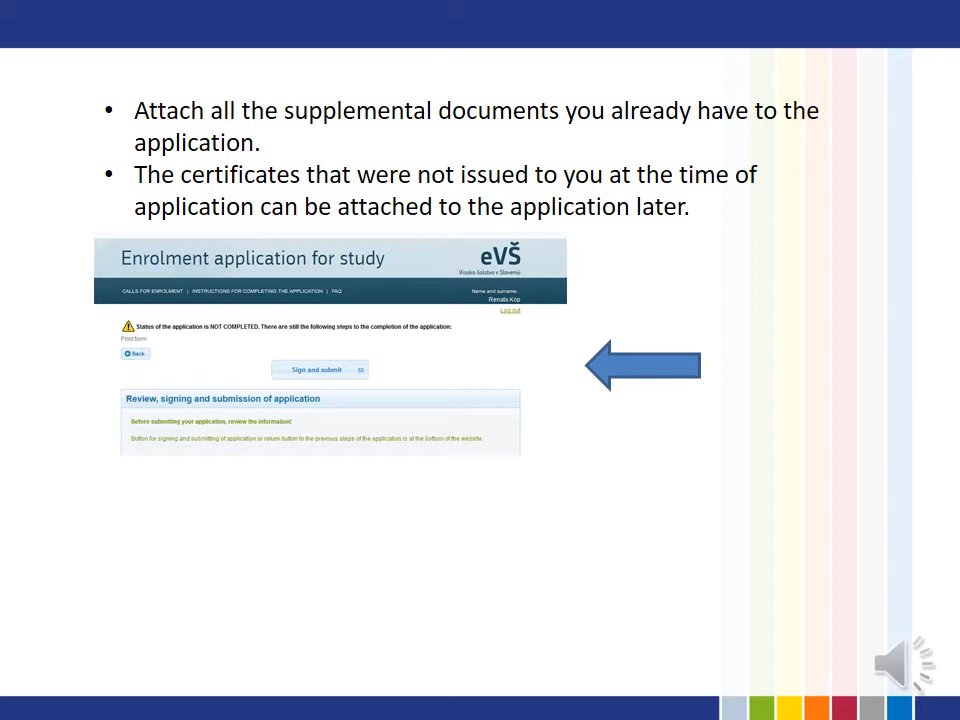 • Attach all the supplemental documents you already have to the
application.
• The certificates that were not issued to you at the time of
application can be attached to the application later.
Enrolment application for study
eVŠ
Visoko šolstvo v Sloveniji
CALLS FOR ENROLMENT | INSTRUCTIONS FOR COMPLETING THE APPLICATION | FAQ
Name and surname:
Renata Kop
Log out
Status of the application is NOT COMPLETED. There are still the following steps to the completion of the application:
Print form
Back
Sign and submit
Review, signing and submission of application
Before submitting your application, review the information!
Button for signing and submitting of application or return button to the previous steps of the application is at the bottom of the website.